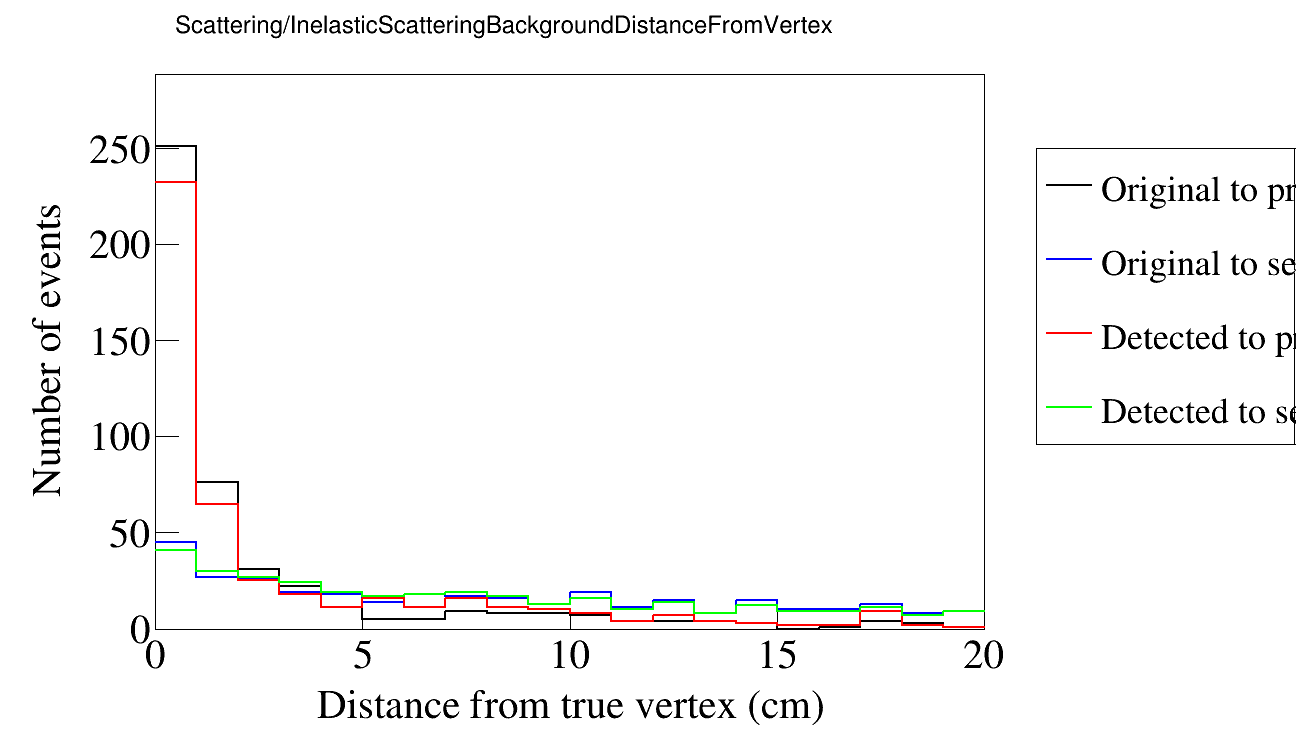 Scattering/InelasticScatteringBackgroundDistanceFromVertex
Number of events
250
200
150
100
50
0
0 5 10 15 20
Distance from true vertex (cm)
Original to pr
Original to se
Detected to pr
Detected to se